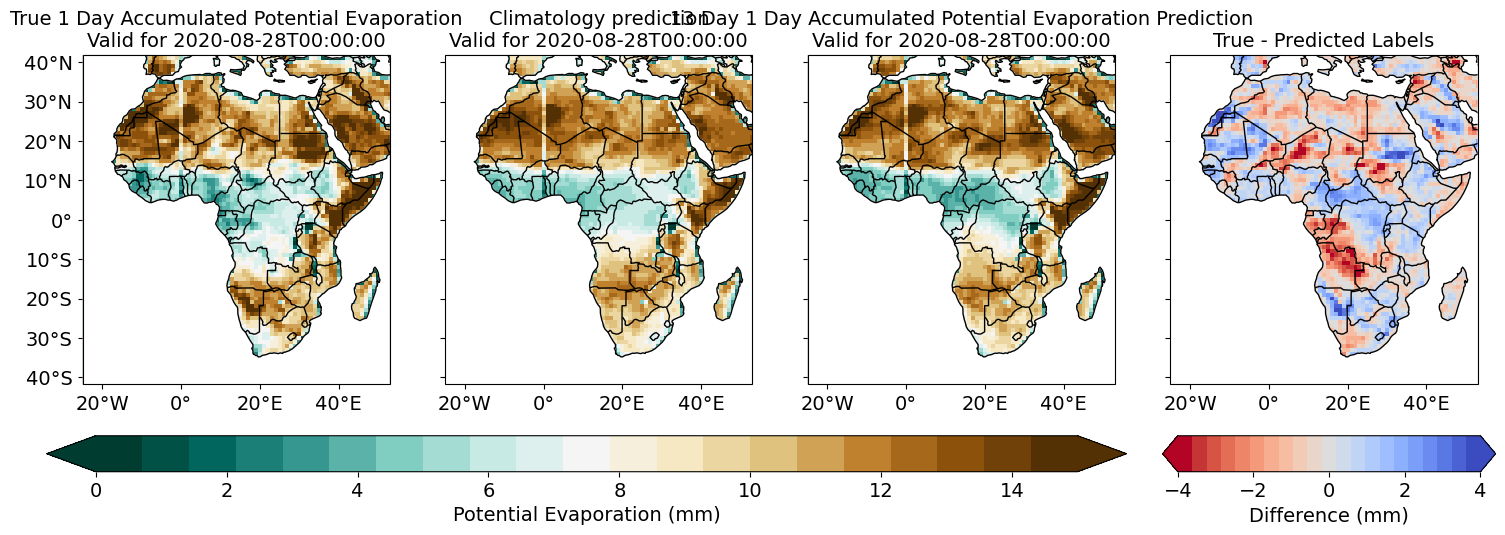 True 1 Day Accumulated Potential Evaporation
Valid for 2020-08-28T00:00:00
Climatology prediction
Valid for 2020-08-28T00:00:00
13 Day 1 Day Accumulated Potential Evaporation Prediction
Valid for 2020-08-28T00:00:00
True - Predicted Labels
40°N
30°N
20°N
10°N
0°
10°S
20°S
30°S
40°S
20°W 0° 20°E 40°E
20°W 0° 20°E 40°E
20°W 0° 20°E 40°E
20°W 0° 20°E 40°E
0 2 4 6 8 10 12 14
Potential Evaporation (mm)
−4 −2 0 2 4
Difference (mm)